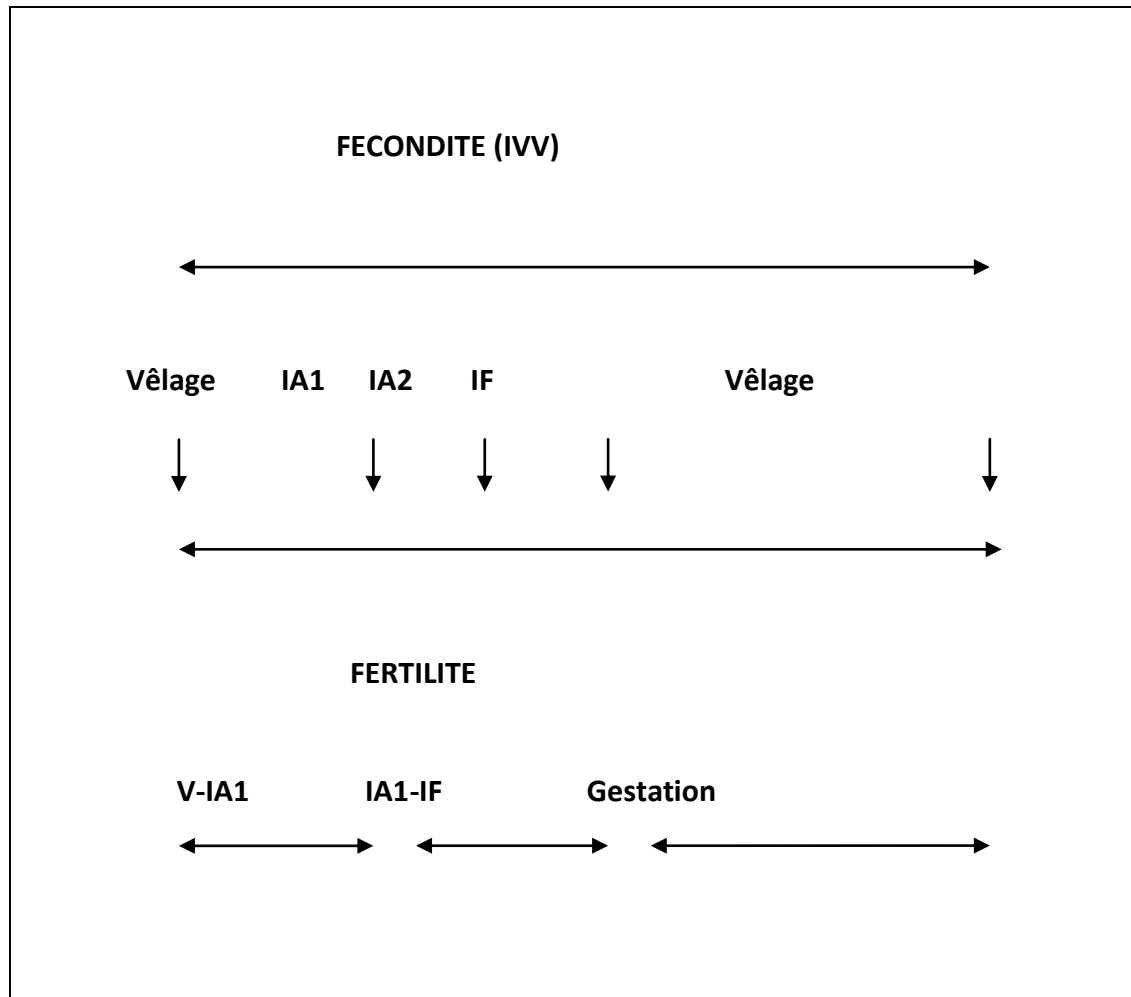 FECONDITE (IVV)
Vêlage IA1 IA2 IF Vêlage
FERTILITE
V-IA1 IA1-IF Gestation